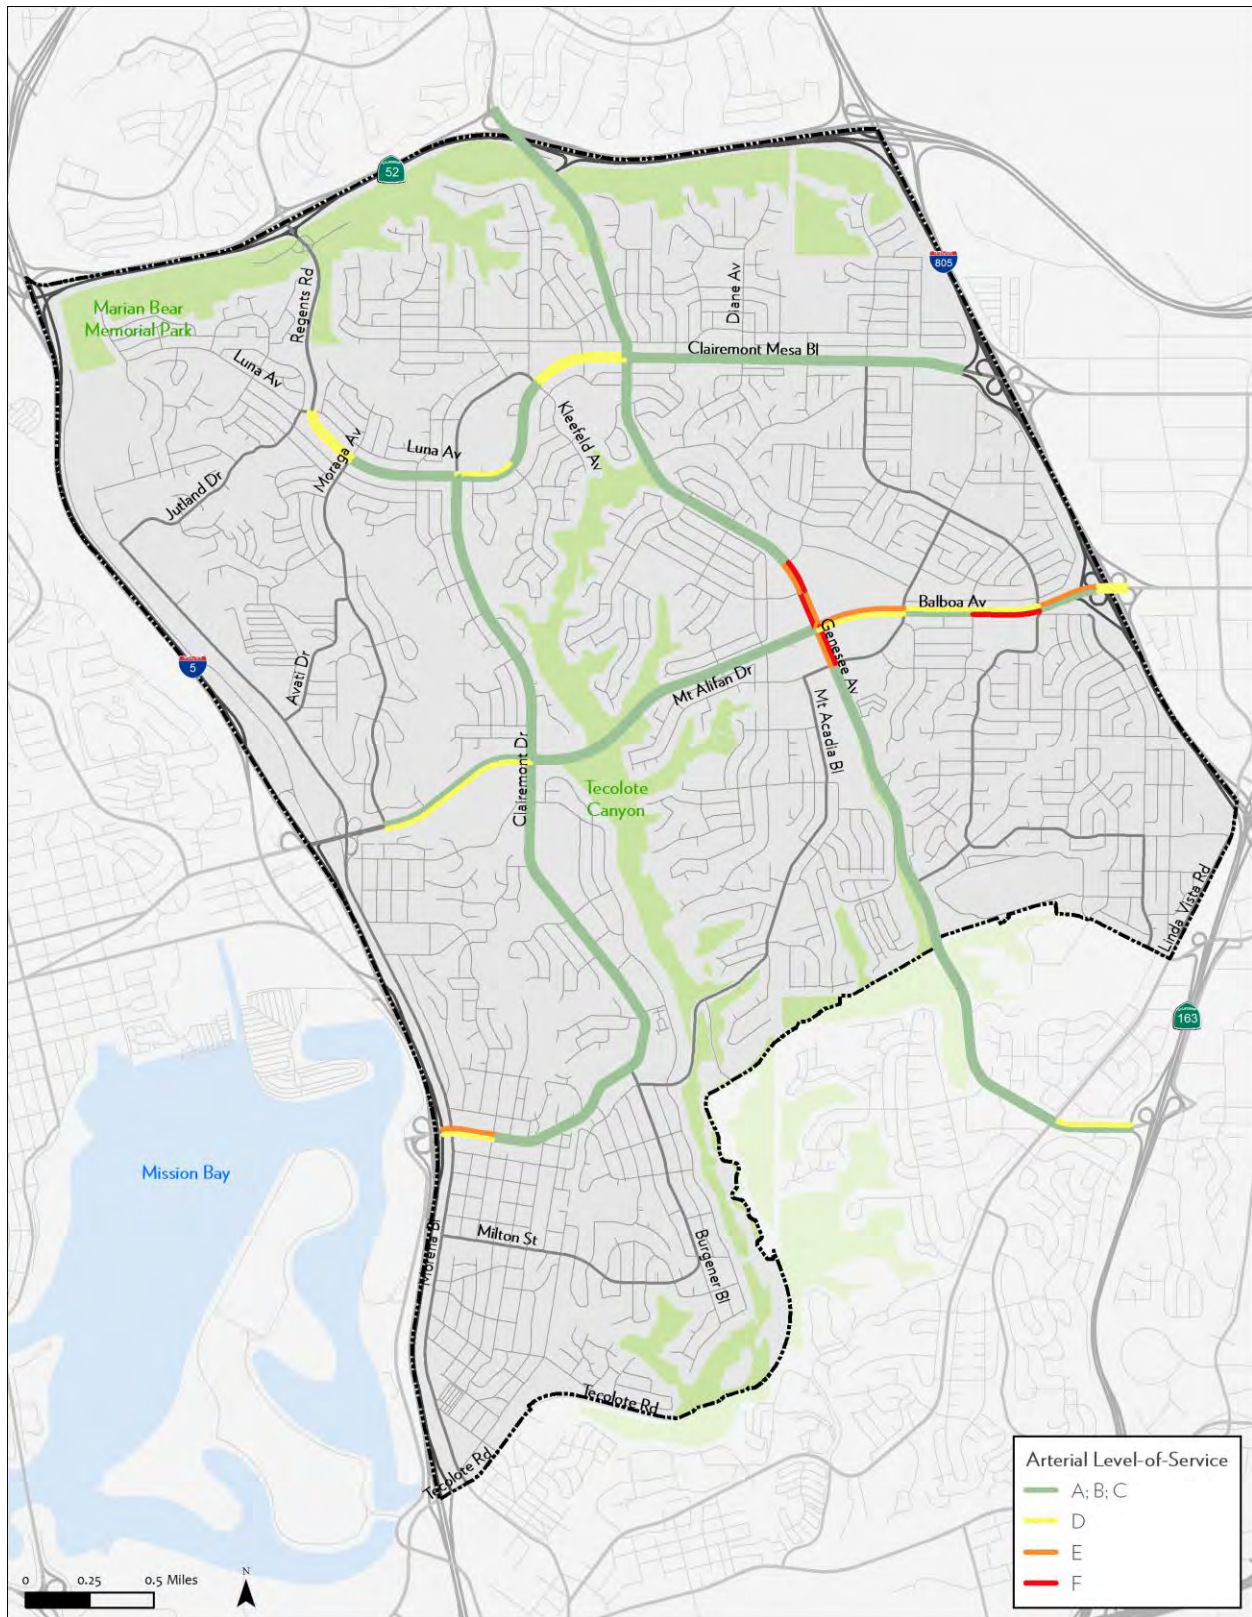 52
805
Marian Bear
Memorial Park
Regents Rd
Diane Av
Clairemont Mesa Bl
Luna Av
Kleefeld Av
Luna Av
Moraga Av
Jutland Dr
Balboa Av
Genesee Av
5
Avati Dr
Mt Alifan Dr
Mt Acadia Bl
Clairemont Dr
Tecolote
Canyon
Linda Vista Rd
163
Mission Bay
Morena Bl
Milton St
Burgener Bl
Tecolote Rd
Tecolote Rd
Arterial Level-of-Service
A; B; C
D
E
F
N
0 0.25 0.5 Miles